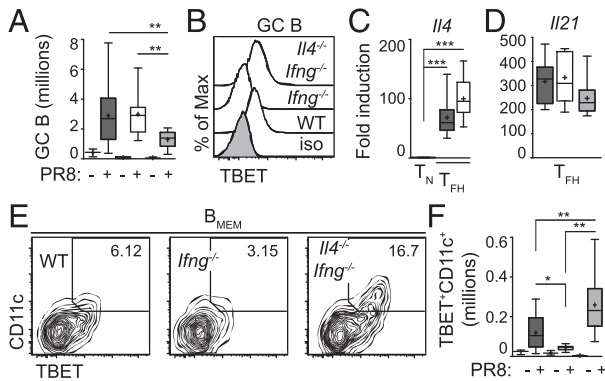 A
GC B (millions)
8
6
4
2
0
**
**
PR8: - + - + - +
B
GC B
% of Max
Il4-/-
Ifng-/-
Ifng-/-
WT
iso
TBET
C
Il4
Fold induction
200
100
0
***
***
TN TFH
D
Il21
500
400
300
200
100
0
TFH
E
BMEM
CD11c
WT
6.12
Ifng-/-
3.15
Il4-/-
Ifng-/-
16.7
TBET
F
TBET+CD11c+
(millions)
0.6
0.2
0
**
**
*
PR8: - + - + - +